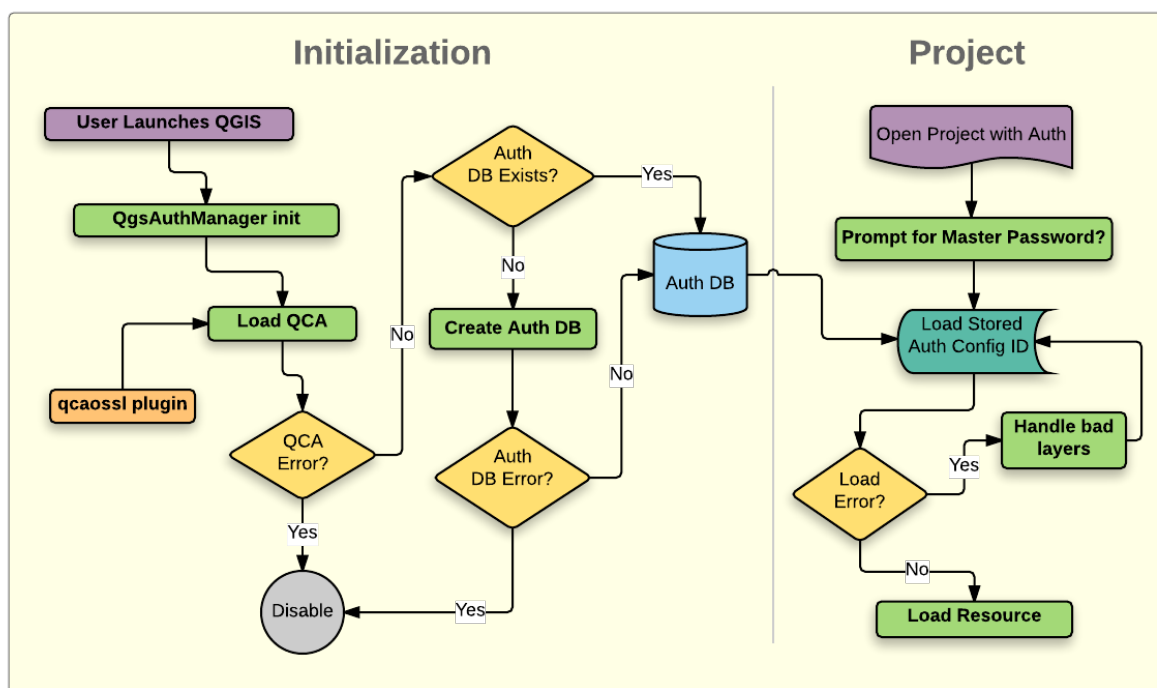 Initialization
Project
User Launches QGIS
QgsAuthManager init
Load QCA
qcaossl plugin
QCA
Error?
No
Yes
Disable
Auth
DB Exists?
Yes
No
Create Auth DB
Auth
DB Error?
No
Yes
Auth DB
Open Project with Auth
Prompt for Master Password?
Load Stored
Auth Config ID
Handle bad
layers
Load
Error?
Yes
No
Load Resource